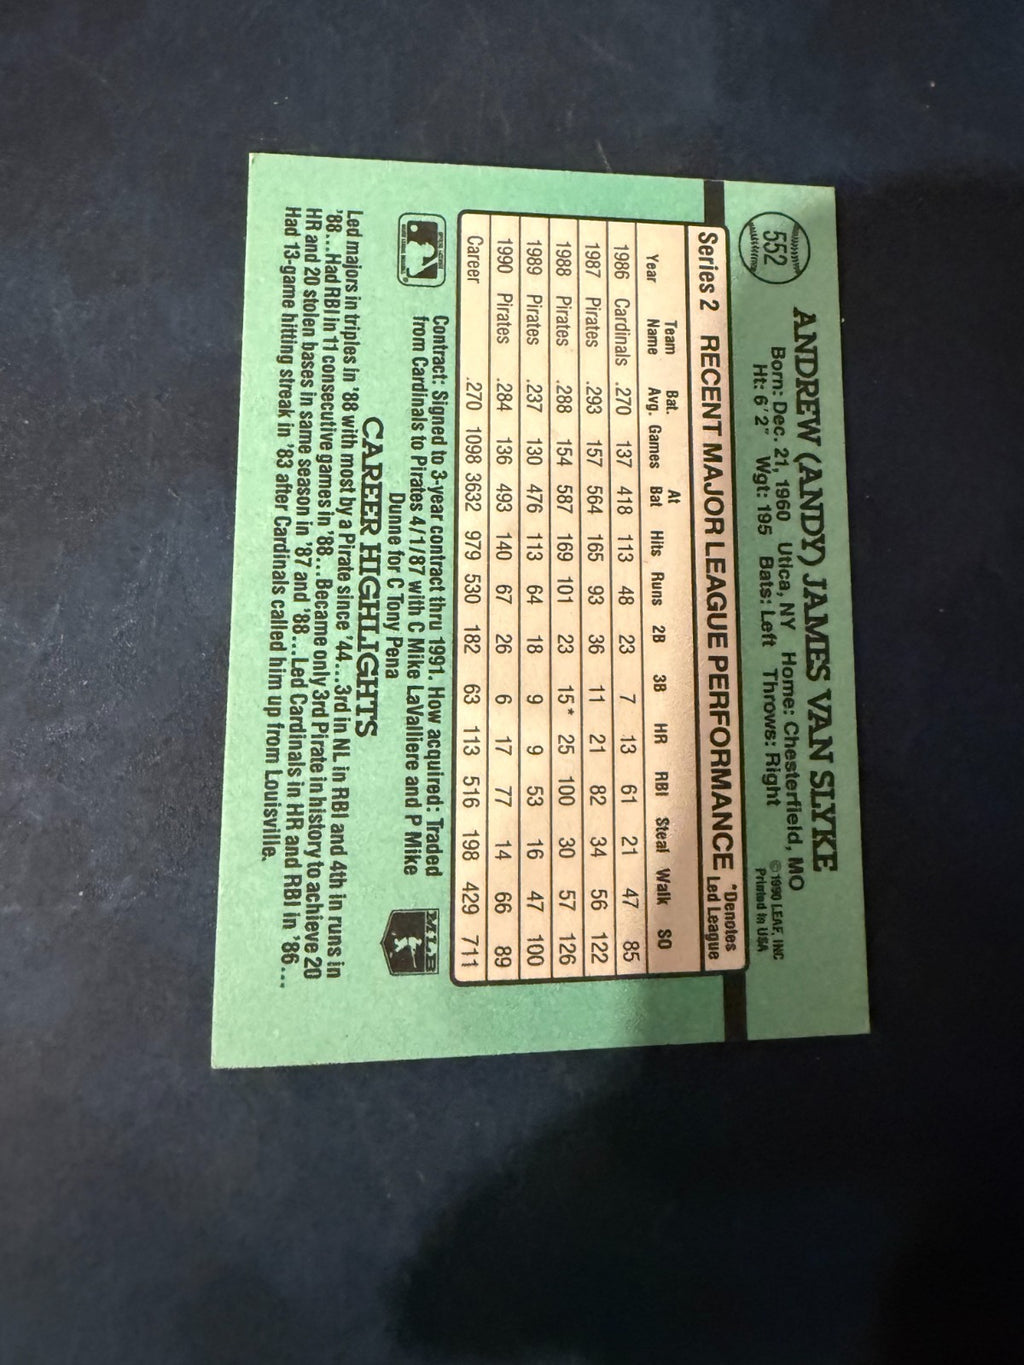 552
ANDREW (ANDY) JAMES VAN SLYKE
Born: Dec. 21, 1960 Utica, NY Home: Chesterfield, MO
Ht: 6'2" Wgt: 195 Bats: Left Throws: Right
© 1990 LEAF, INC
Printed in USA
Series 2 RECENT MAJOR LEAGUE PERFORMANCE *Denotes Led League
Year Team Name Bat. Avg. Games At Bat Hits Runs 2B 3B HR RBI Steal Walk SO
1986 Cardinals .270 137 418 113 48 23 7 13 61 21 47 85
1987 Pirates .293 157 564 165 93 36 11 21 82 34 56 122
1988 Pirates .288 154 587 169 101 23 15* 25 100 30 57 126
1989 Pirates .237 130 476 113 64 18 9 9 53 16 47 100
1990 Pirates .284 136 493 140 67 26 6 17 77 14 66 89
Career .270 1098 3632 979 530 182 63 113 516 198 429 711
Contract: Signed to 3-year contract thru 1991. How acquired: Traded
from Cardinals to Pirates 4/1/87 with C Mike LaValliere and P Mike
Dunne for C Tony Pena
MLB
CAREER HIGHLIGHTS
Led majors in triples in '88 with most by a Pirate since '44...3rd in NL in RBI and 4th in runs in
'88...Had RBI in 11 consecutive games in '88...Became only 3rd Pirate in history to achieve 20
HR and 20 stolen bases in same season in '87 and '88...Led Cardinals in HR and RBI in '86...
Had 13-game hitting streak in '83 after Cardinals called him up from Louisville.